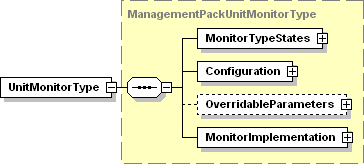 ManagementPackUnitMonitorType
MonitorTypeStates
Configuration
UnitMonitorType
OverridableParameters
MonitorImplementation